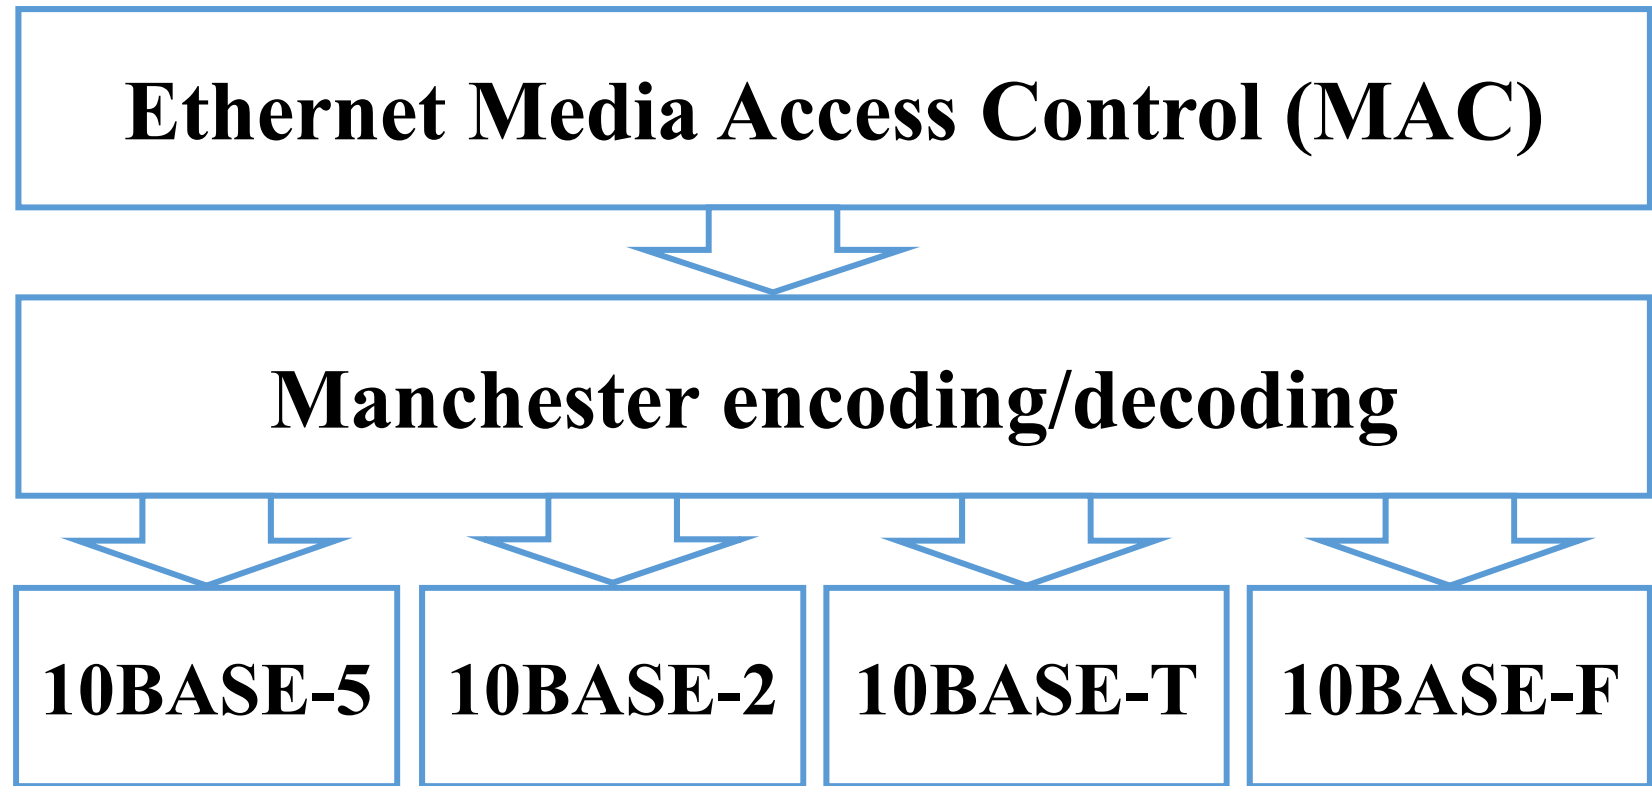 Ethernet Media Access Control (MAC)
Manchester encoding/decoding
10BASE-5
10BASE-2
10BASE-T
10BASE-F